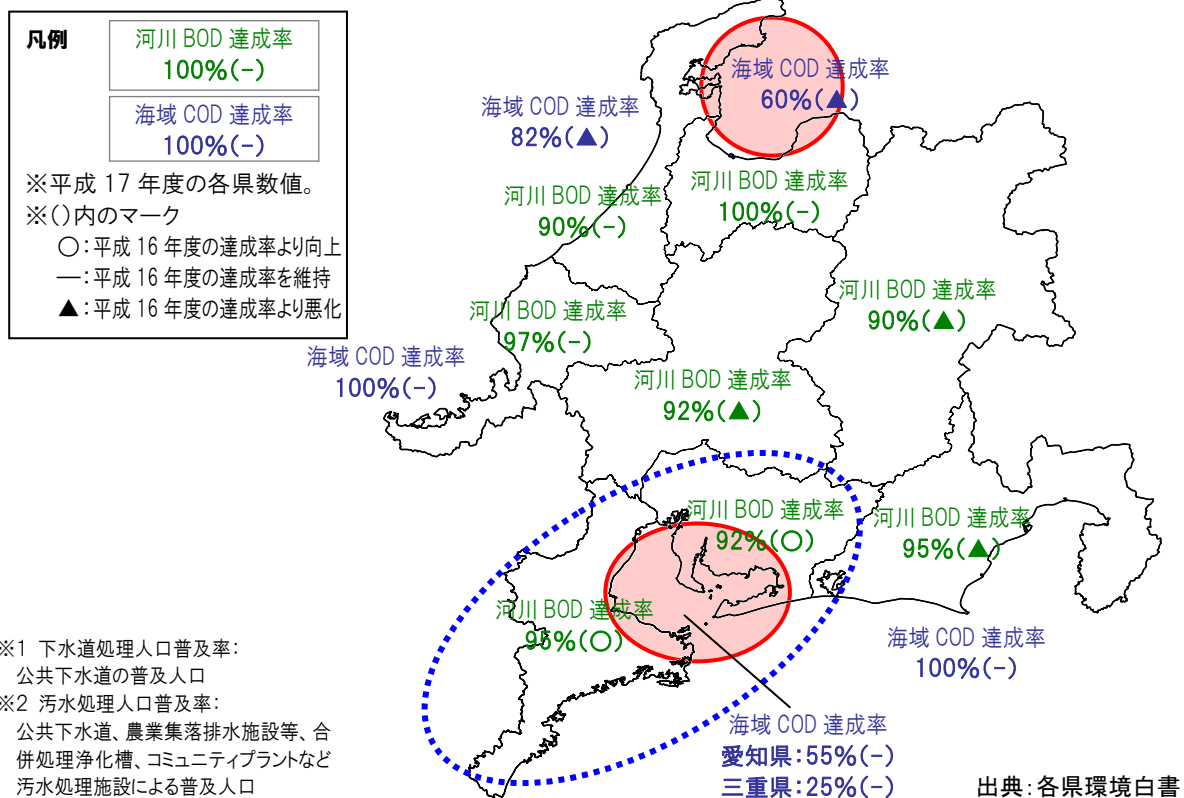 凡例
河川 BOD 達成率
100%(-)
海域 COD 達成率
100%(-)
※平成 17 年度の各県数値。
※()内のマーク
○:平成 16 年度の達成率より向上
―:平成 16 年度の達成率を維持
▲:平成 16 年度の達成率より悪化
海域 COD 達成率
60%(▲)
海域 COD 達成率
82%(▲)
河川 BOD 達成率
100%(-)
河川 BOD 達成率
90%(-)
河川 BOD 達成率
90%(▲)
河川 BOD 達成率
97%(-)
海域 COD 達成率
100%(-)
河川 BOD 達成率
92%(▲)
河川 BOD 達成率
92%(○)
河川 BOD 達成率
95%(▲)
河川 BOD 達成率
95%(○)
海域 COD 達成率
100%(-)
※1 下水道処理人口普及率:
公共下水道の普及人口
※2 汚水処理人口普及率:
公共下水道、農業集落排水施設等、合
併処理浄化槽、コミュニティプラントなど
汚水処理施設による普及人口
海域 COD 達成率
愛知県:55%(-)
三重県:25%(-)
出典:各県環境白書